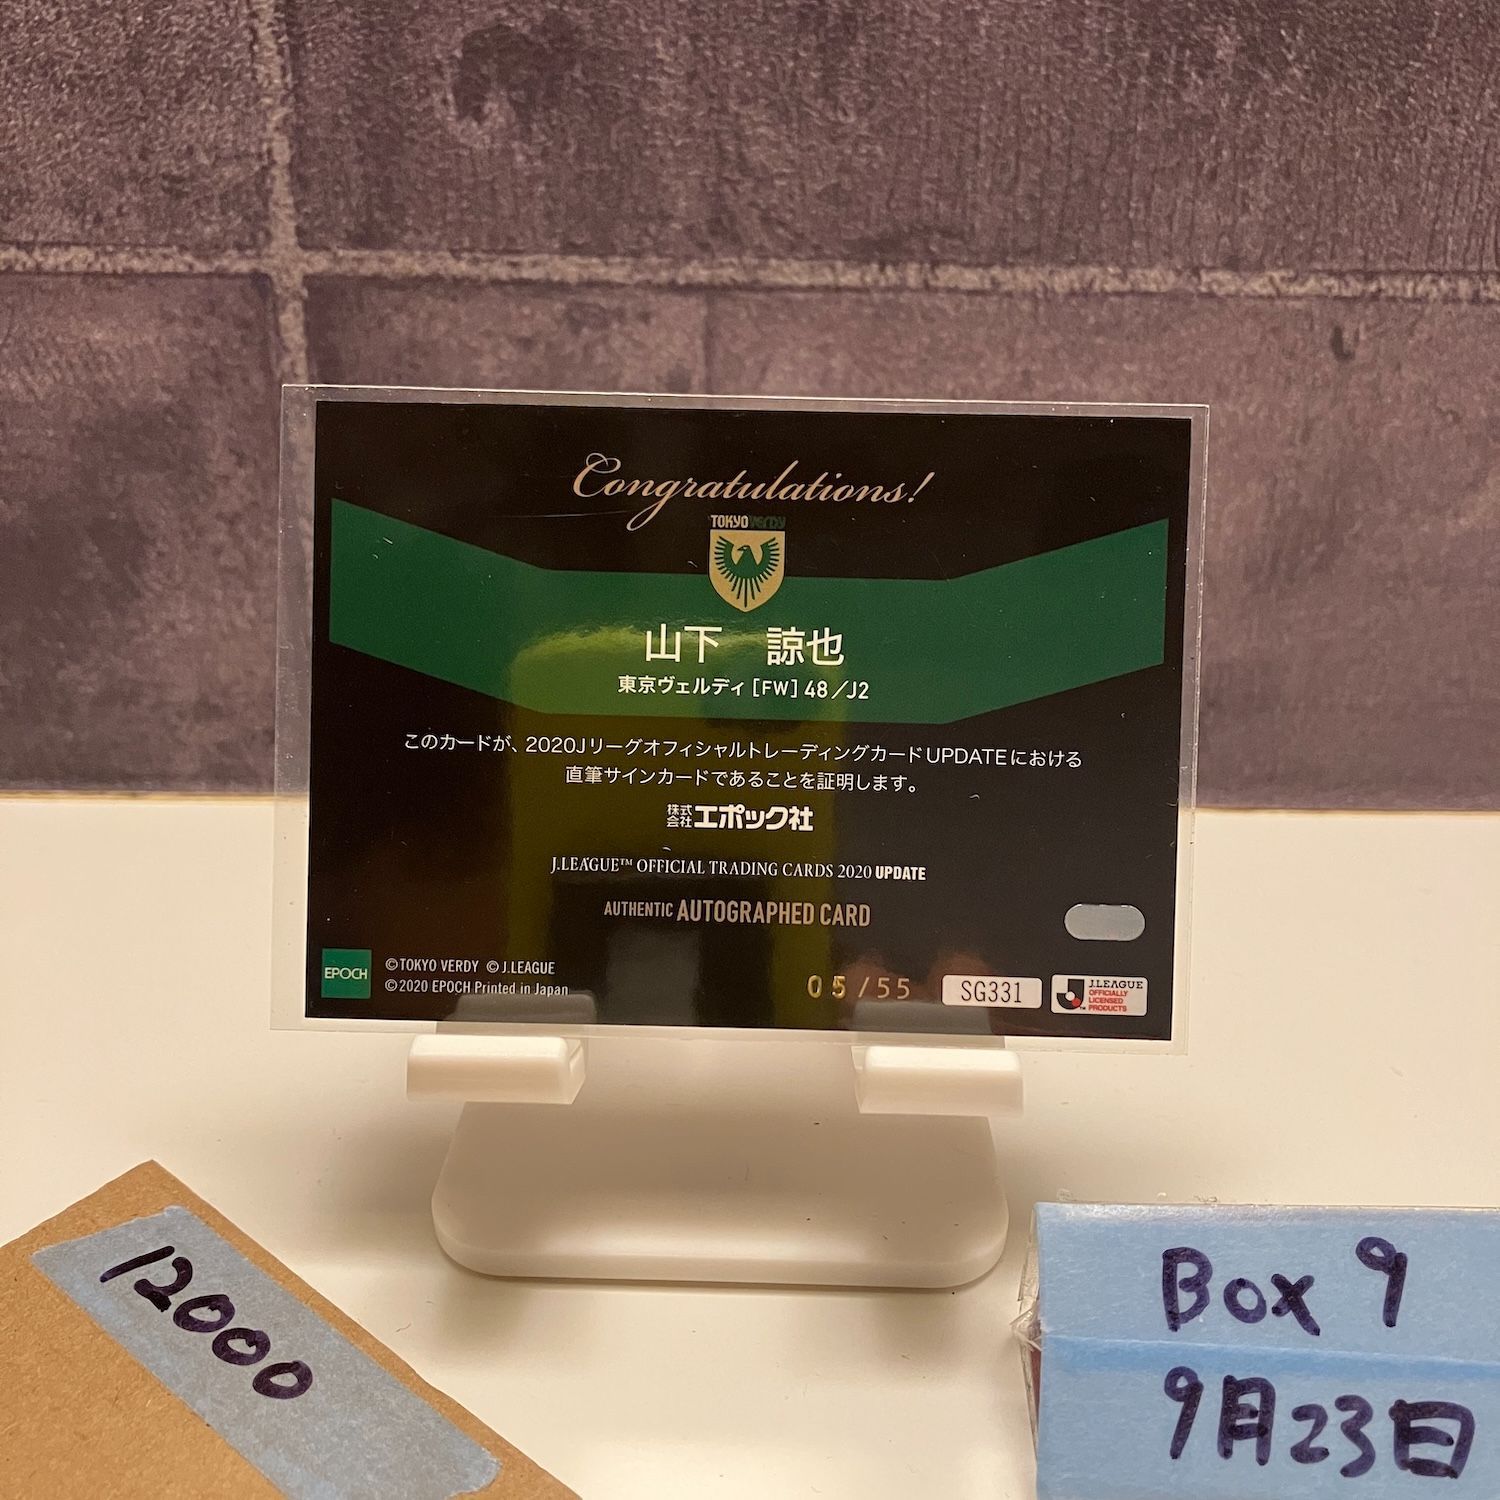 Congratulations!
TOKYO VERDY
山下 諒也
東京ヴェルディ [FW] 48/J2
このカードが、2020JリーグオフィシャルトレーディングカードUPDATEにおける
直筆サインカードであることを証明します。
株式会社エポック社
J.LEAGUE™ OFFICIAL TRADING CARDS 2020 UPDATE
AUTHENTIC AUTOGRAPHED CARD
EPOCH
©TOKYO VERDY ©J.LEAGUE
©2020 EPOCH Printed in Japan
05/55
SG331
J.LEAGUE
OFFICIALLY
LICENSED
PRODUCTS
12000
Box 9
9月23日